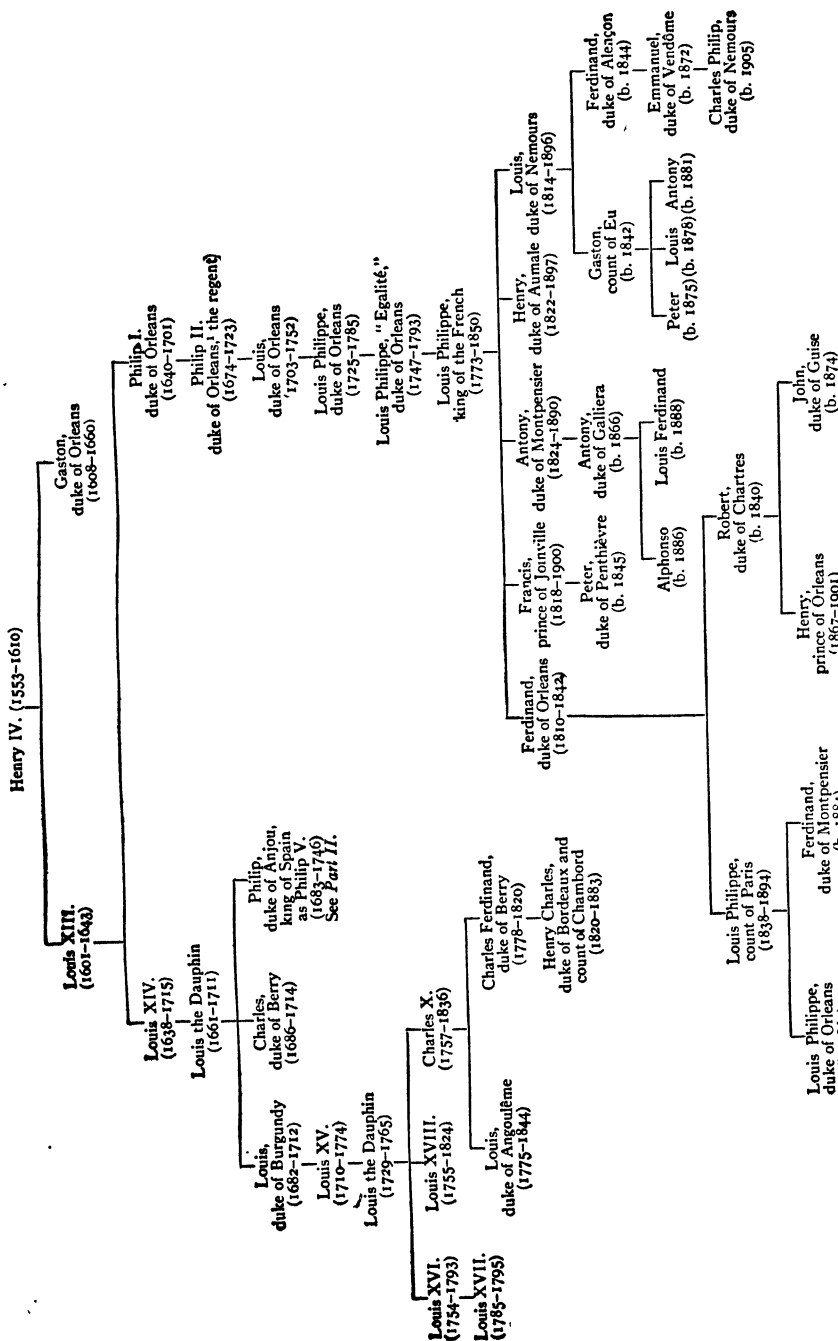 Henry IV. (1553–1610)
Louis XIII.
(1601–1643)
Gaston,
duke of Orleans
(1608–1660)
Louis XIV.
(1638–1715)
Philip I.
duke of Orleans
(1640–1701)
Louis the Dauphin
(1661–1711)
Philip II.
duke of Orleans,¹ the regent)
(1674–1723)
Louis,
duke of Burgundy
(1682–1712)
Charles,
duke of Berry
(1686–1714)
Philip,
duke of Anjou,
king of Spain
as Philip V.
(1683–1746)
See Part II.
Louis,
duke of Orleans
'1703–1752)
Louis XV.
(1710–1774)
Louis Philippe,
duke of Orleans
(1725–1785)
Louis the Dauphin
(1729–1765)
Louis Philippe, “Egalité,”
duke of Orleans
(1747–1793)
Louis XVI.
(1754–1793)
Louis XVIII.
(1755–1824)
Charles X.
(1757–1836)
Louis Philippe,
king of the French
(1773–1850)
Louis XVII.
(1785–1795)
Louis,
duke of Angoulême
(1775–1844)
Charles Ferdinand,
duke of Berry
(1778–1820)
Henry Charles,
duke of Bordeaux and
count of Chambord
(1820–1883)
Ferdinand,
duke of Orleans
(1810–1842)
Francis,
prince of Joinville
(1818–1900)
Antony,
duke of Montpensier
(1824–1890)
Henry,
duke of Aumale
(1822–1897)
Louis,
duke of Nemours
(1814–1896)
Peter,
duke of Penthièvre
(b. 1845)
Antony,
duke of Galliera
(b. 1866)
Gaston,
count of Eu
(b. 1842)
Ferdinand,
duke of Alençon
(b. 1844)
Alphonso
(b. 1886)
Louis Ferdinand
(b. 1888)
Peter
(b. 1875)
Louis
(b. 1878)
Antony
(b. 1881)
Emmanuel,
duke of Vendôme
(b. 1872)
Charles Philip,
duke of Nemours
(b. 1905)
Louis Philippe,
count of Paris
(1838–1894)
Robert,
duke of Chartres
(b. 1840)
Louis Philippe,
duke of Orleans
Ferdinand,
duke of Montpensier
Henry,
prince of Orleans
(1867–1901)
John,
duke of Guise
(b. 1874)